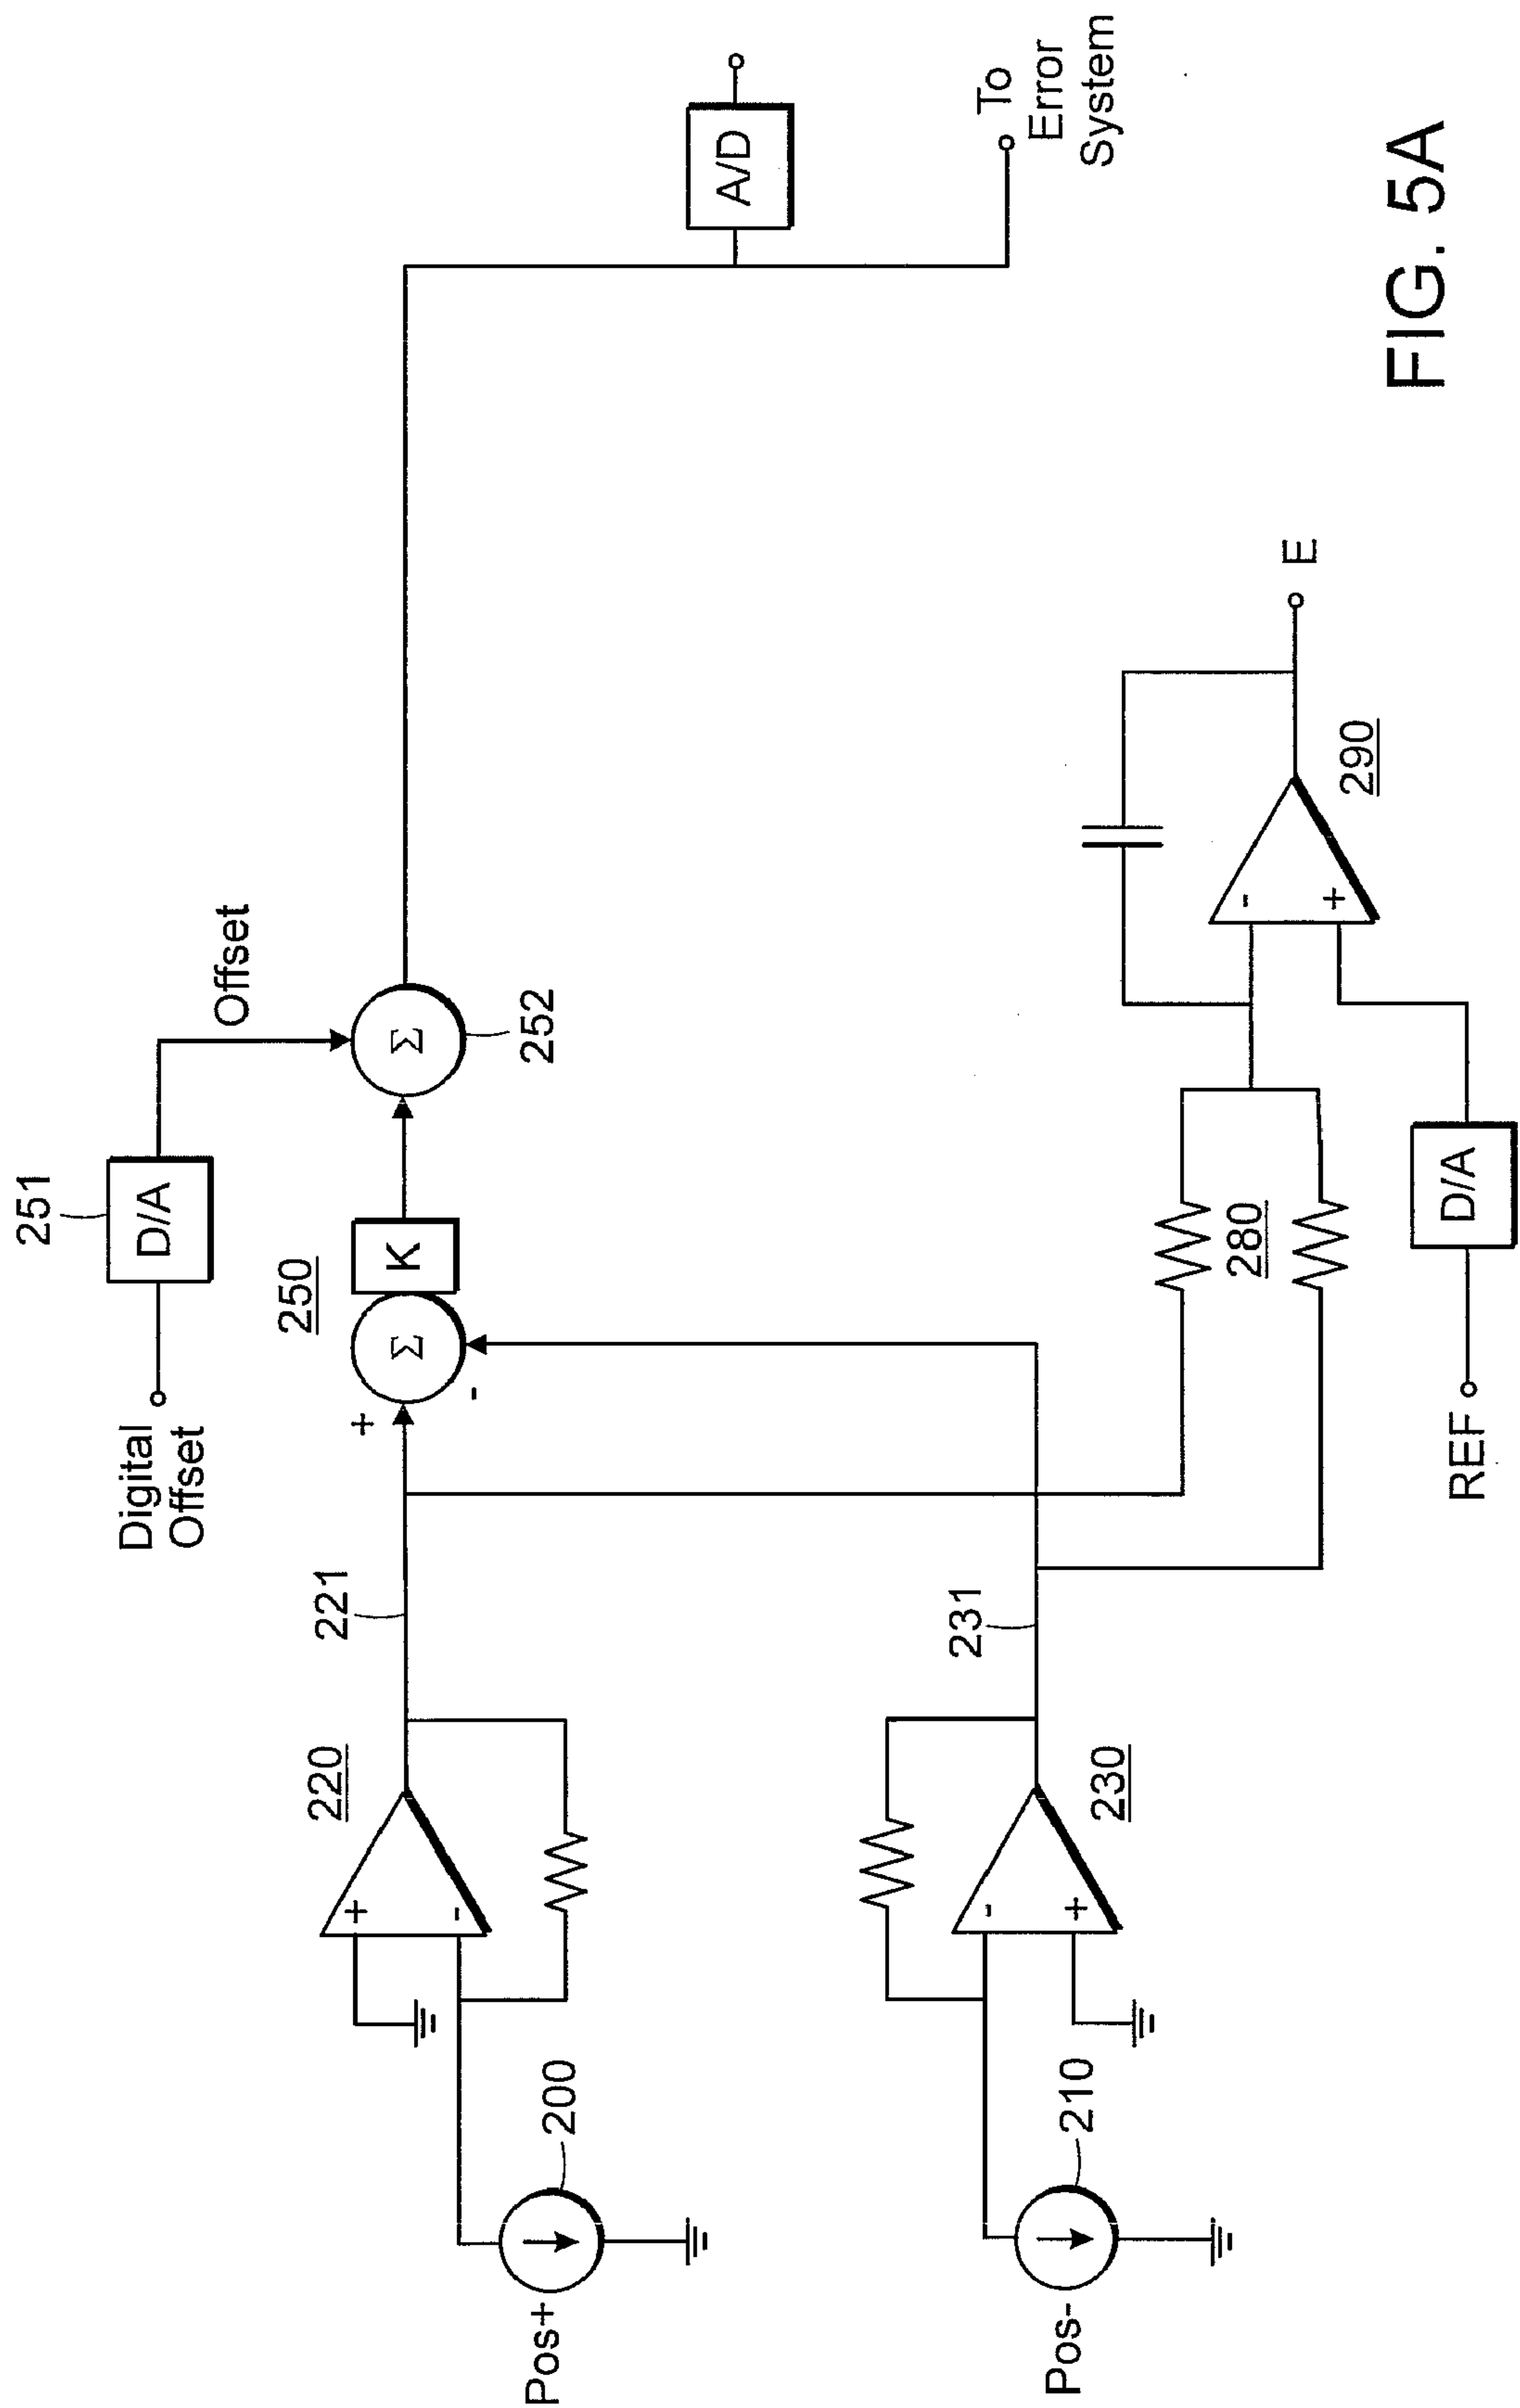 251
D/A
Digital
Offset
Offset
250
K
Σ
+
-
Σ
252
221
220
+
-
200
Pos+
A/D
To
Error
System
231
230
-
+
210
Pos-
280
290
-
+
E
D/A
REF
FIG. 5A